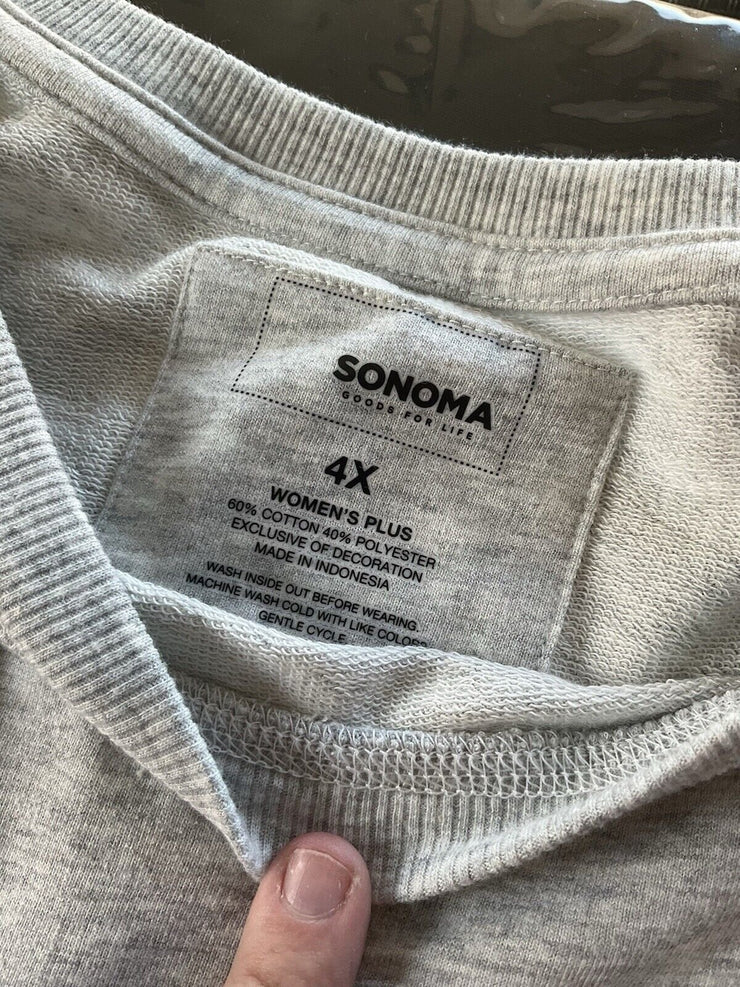 SONOMA
GOODS FOR LIFE
4X
WOMEN'S PLUS
60% COTTON 40% POLYESTER
EXCLUSIVE OF DECORATION
MADE IN INDONESIA
WASH INSIDE OUT BEFORE WEARING.
MACHINE WASH COLD WITH LIKE COLORS
GENTLE CYCLE